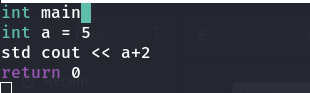 int main
int a = 5
std cout << a+2
return 0